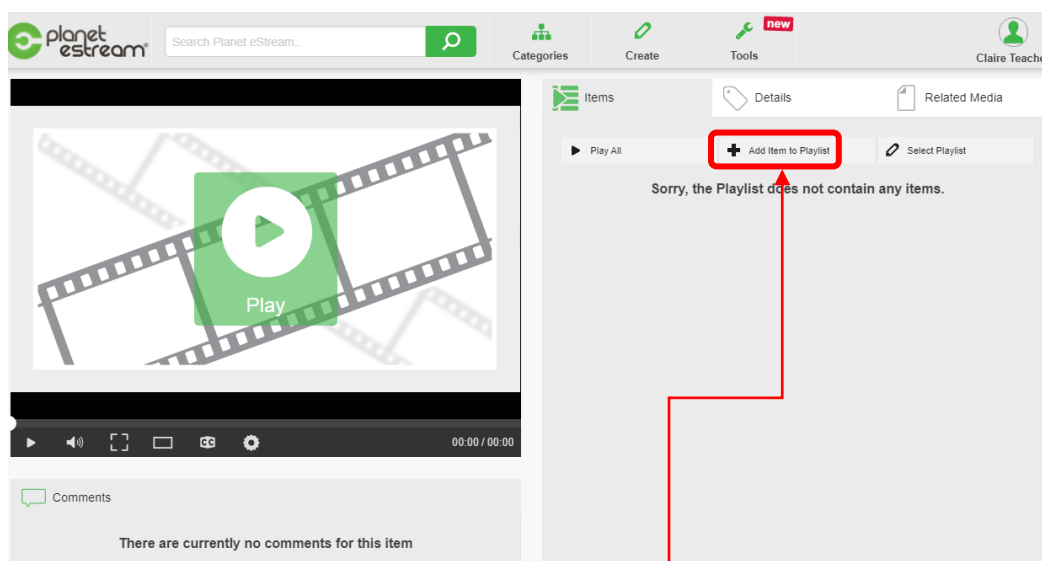 planet
estream®
Search Planet eStream..
Categories
Create
new
Tools
Claire Teache
Items
Details
Related Media
Play All
Add Item to Playlist
Select Playlist
Sorry, the Playlist does not contain any items.
Play
CC
00:00 / 00:00
Comments
There are currently no comments for this item